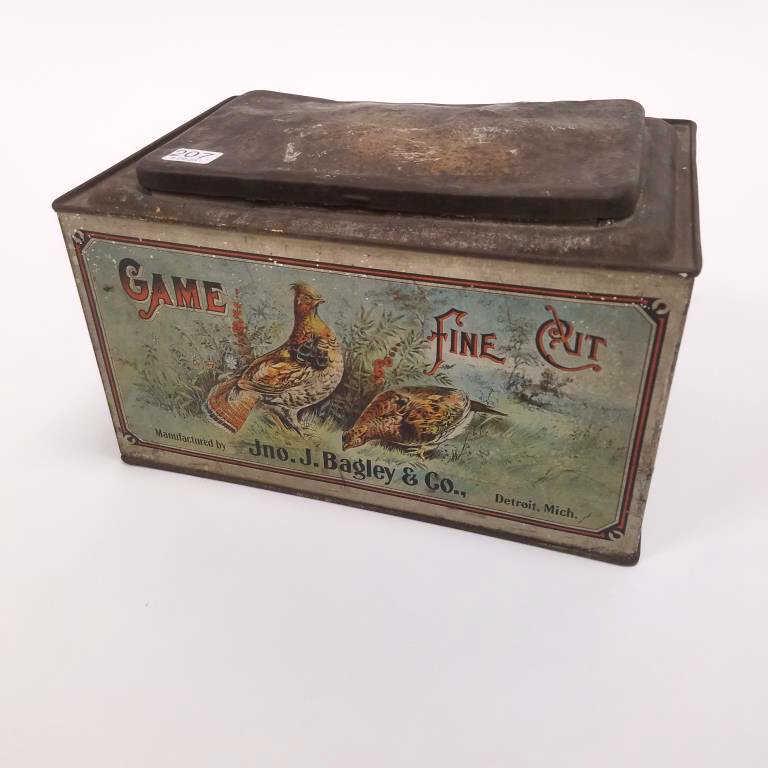 207
GAME FINE CUT
Manufactured by Jno. J. Bagley & Co., Detroit, Mich.